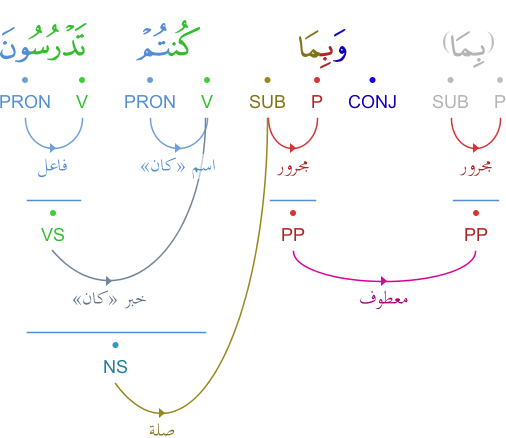 (بِمَا) وَبِمَا كُنتُمْ تَدْرُسُونَ
P SUB CONJ P SUB V PRON V PRON
مجرور مجرور اسم «كان» فاعل
PP PP VS
معطوف خبر «كان»
NS
صلة